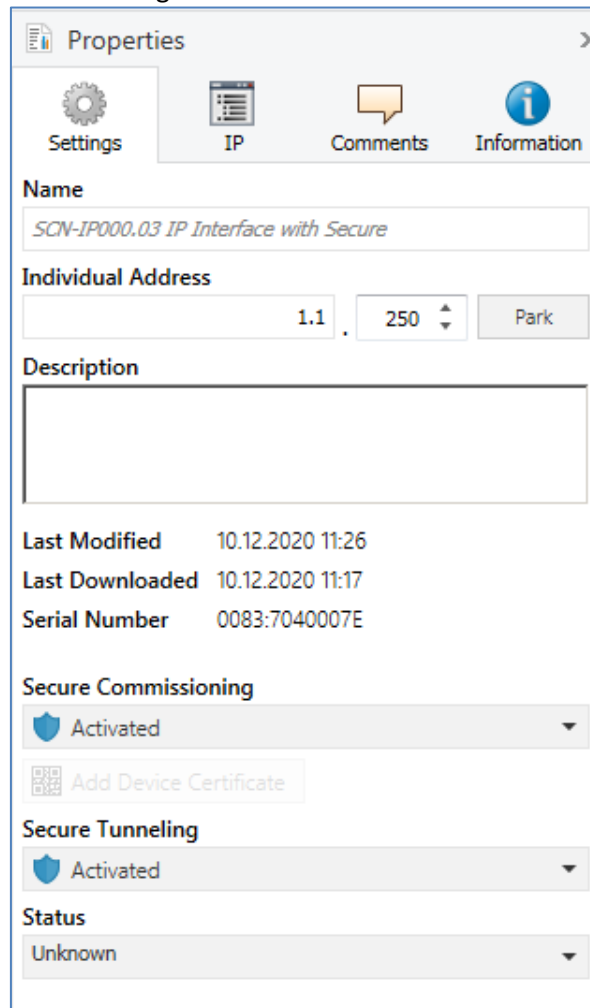 Properties
Settings IP Comments Information
Name
SCN-IP000.03 IP Interface with Secure
Individual Address
1.1 . 250 Park
Description
Last Modified 10.12.2020 11:26
Last Downloaded 10.12.2020 11:17
Serial Number 0083:7040007E
Secure Commissioning
Activated
Add Device Certificate
Secure Tunneling
Activated
Status
Unknown